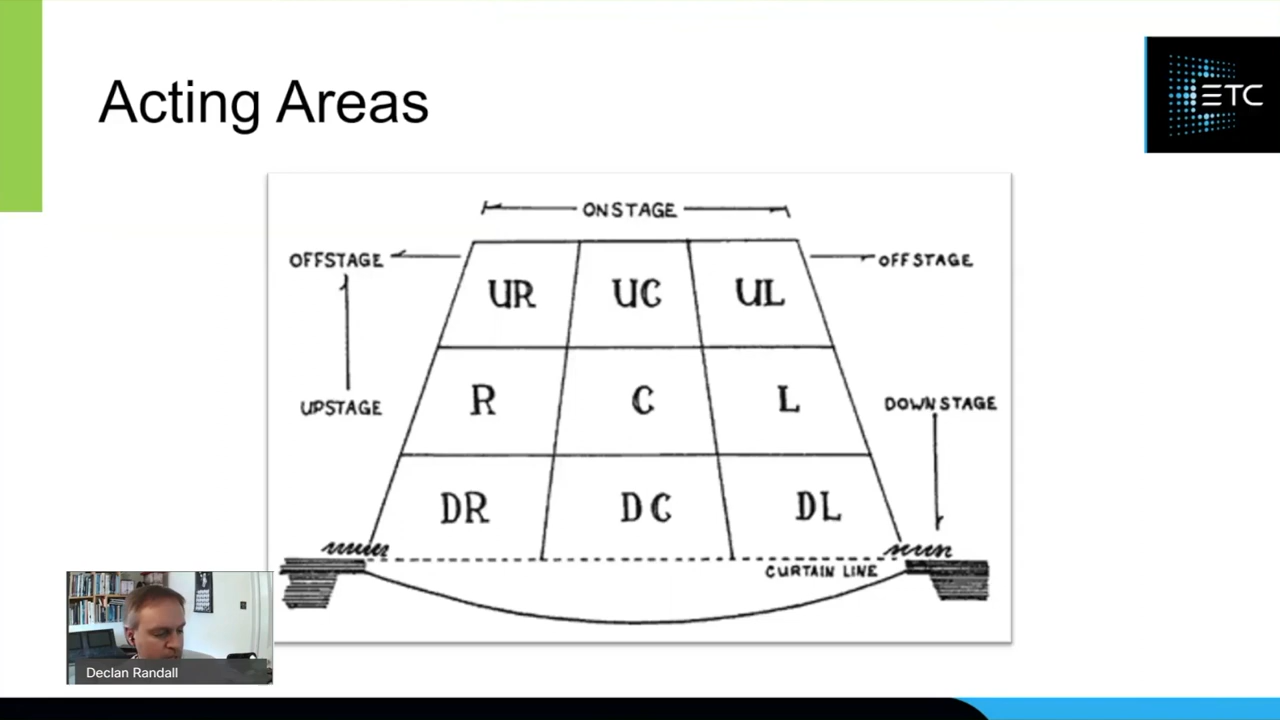 Acting Areas
ETC
ONSTAGE
OFFSTAGE
OFFSTAGE
UR UC UL
R C L
UPSTAGE
DOWNSTAGE
DR DC DL
CURTAIN LINE
Declan Randall